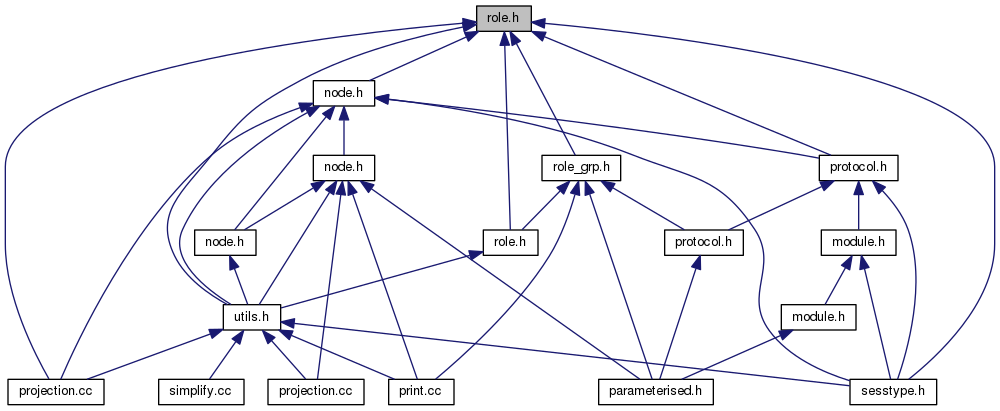 role.h
node.h
node.h
role_grp.h
protocol.h
node.h
role.h
protocol.h
module.h
utils.h
module.h
projection.cc
simplify.cc
projection.cc
print.cc
parameterised.h
sesstype.h